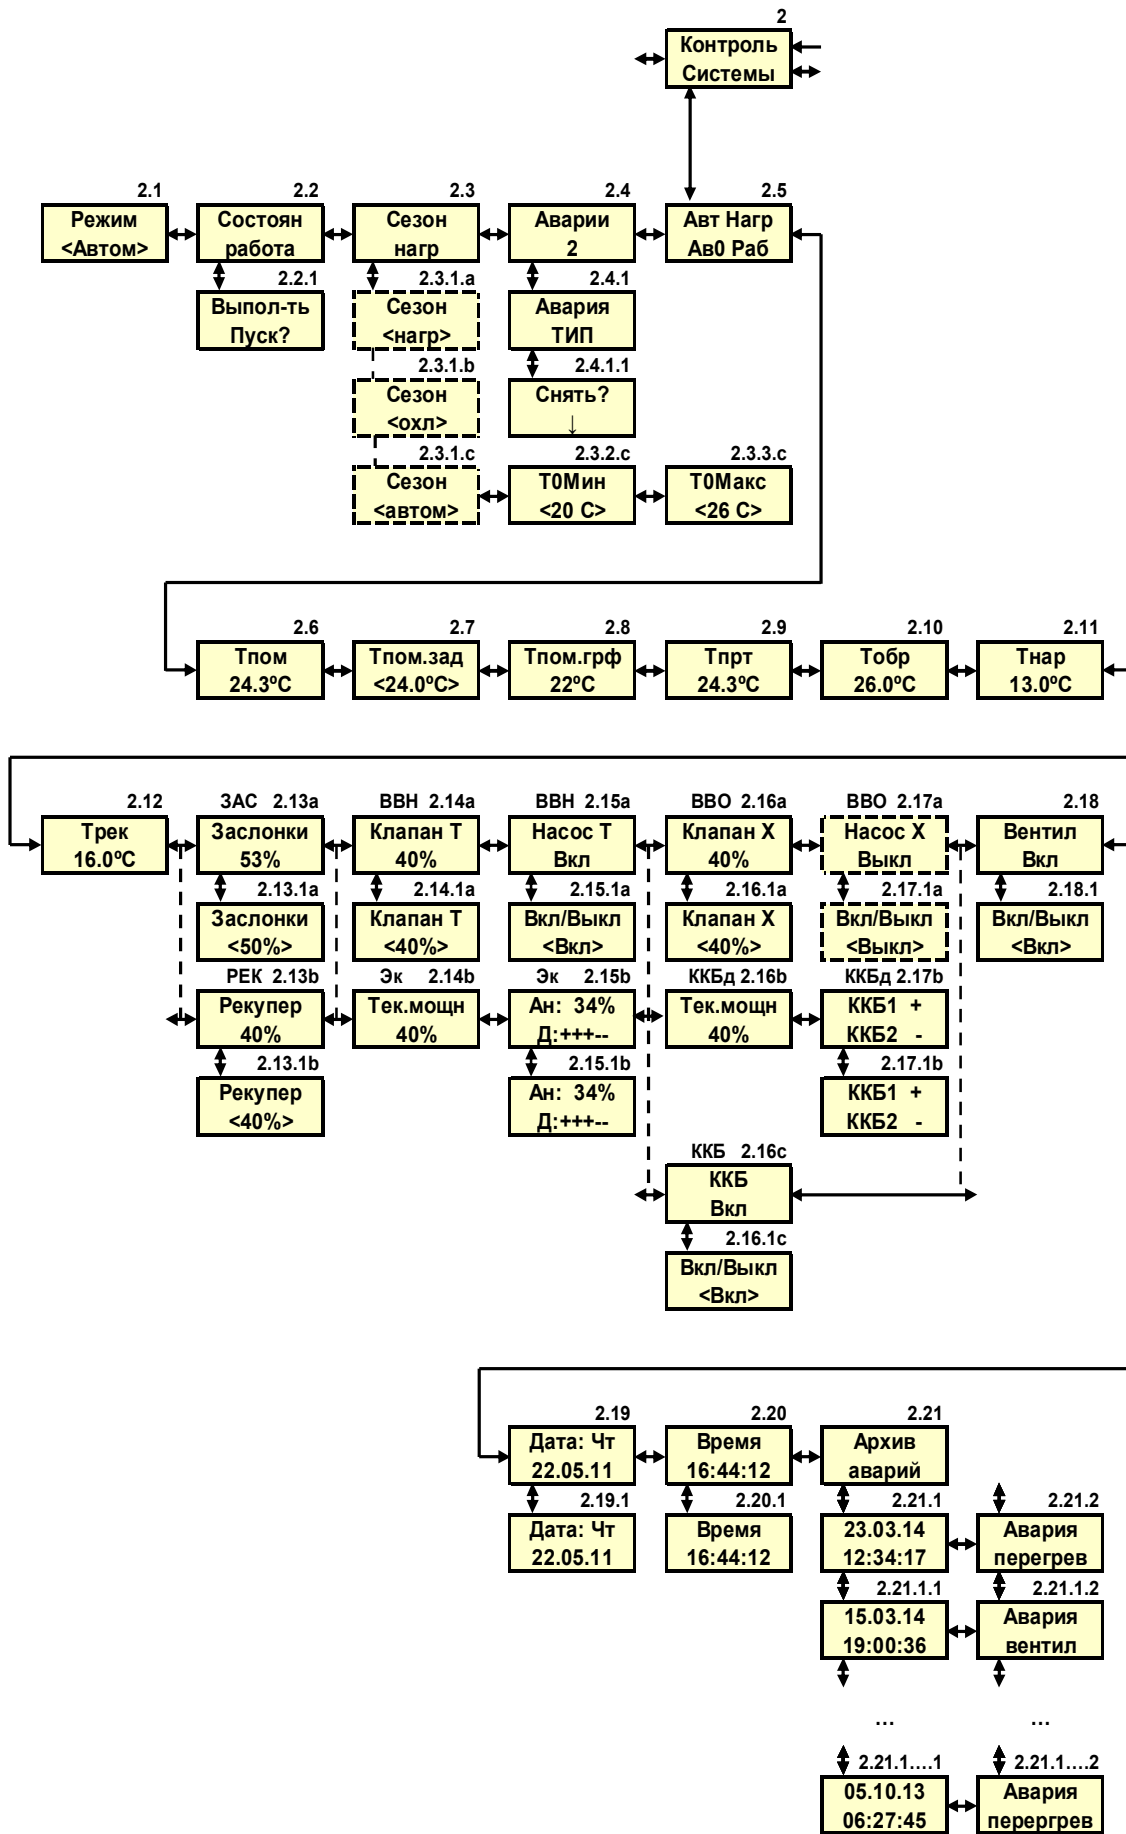 2
Контроль
Системы
2.1
2.2
2.3
2.4
2.5
Режим
<Автом>
Состоян
работа
Сезон
нагр
Аварии
2
Авт Нагр
Ав0 Раб
2.2.1
2.3.1.a
2.4.1
Выпол-ть
Пуск?
Сезон
<нагр>
Авария
ТИП
2.3.1.b
2.4.1.1
Сезон
<охл>
Снять?
↓
2.3.1.c
2.3.2.c
2.3.3.c
Сезон
<автом>
Т0Мин
<20 С>
Т0Макс
<26 С>
2.6
2.7
2.8
2.9
2.10
2.11
Тпом
24.3ºС
Тпом.зад
<24.0ºС>
Тпом.грф
22ºС
Тпрт
24.3ºС
Тобр
26.0ºС
Тнар
13.0ºС
2.12
ЗАС 2.13a
ВВН 2.14a
ВВН 2.15a
ВВО 2.16a
ВВО 2.17a
2.18
Трек
16.0ºС
Заслонки
53%
Клапан Т
40%
Насос Т
Вкл
Клапан Х
40%
Насос Х
Выкл
Вентил
Вкл
2.13.1a
2.14.1a
2.15.1a
2.16.1a
2.17.1a
2.18.1
Заслонки
<50%>
Клапан Т
<40%>
Вкл/Выкл
<Вкл>
Клапан Х
<40%>
Вкл/Выкл
<Выкл>
Вкл/Выкл
<Вкл>
РЕК 2.13b
Эк 2.14b
Эк 2.15b
ККБд 2.16b
ККБд 2.17b
Рекупер
40%
Тек.мощн
40%
Ан: 34%
Д:+++--
Тек.мощн
40%
ККБ1 +
ККБ2 -
2.13.1b
2.15.1b
2.17.1b
Рекупер
<40%>
Ан: 34%
Д:+++--
ККБ1 +
ККБ2 -
ККБ 2.16c
ККБ
Вкл
2.16.1c
Вкл/Выкл
<Вкл>
2.19
2.20
2.21
Дата: Чт
22.05.11
Время
16:44:12
Архив
аварий
2.19.1
2.20.1
2.21.1
2.21.2
Дата: Чт
22.05.11
Время
16:44:12
23.03.14
12:34:17
Авария
перегрев
2.21.1.1
2.21.1.2
15.03.14
19:00:36
Авария
вентил
...
...
2.21.1....1
2.21.1....2
05.10.13
06:27:45
Авария
перергрев